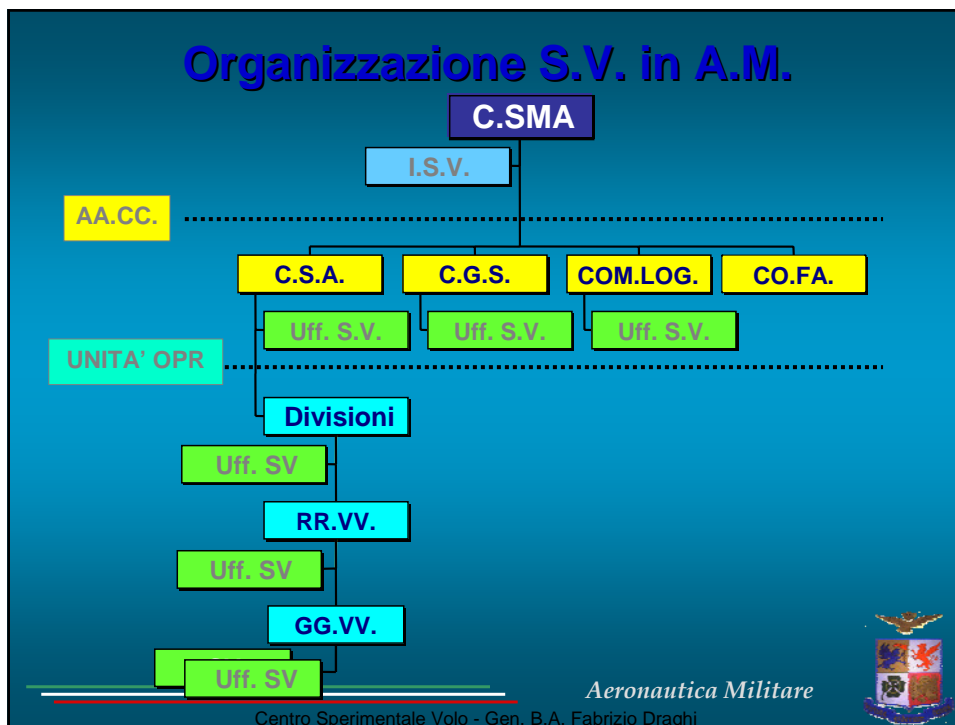 Organizzazione S.V. in A.M.
C.SMA
I.S.V.
AA.CC.
C.S.A.
C.G.S.
COM.LOG.
CO.FA.
Uff. S.V.
Uff. S.V.
Uff. S.V.
UNITA' OPR
Divisioni
Uff. SV
RR.VV.
Uff. SV
GG.VV.
Uff. SV
Aeronautica Militare
Centro Sperimentale Volo - Gen. B.A. Fabrizio Draghi